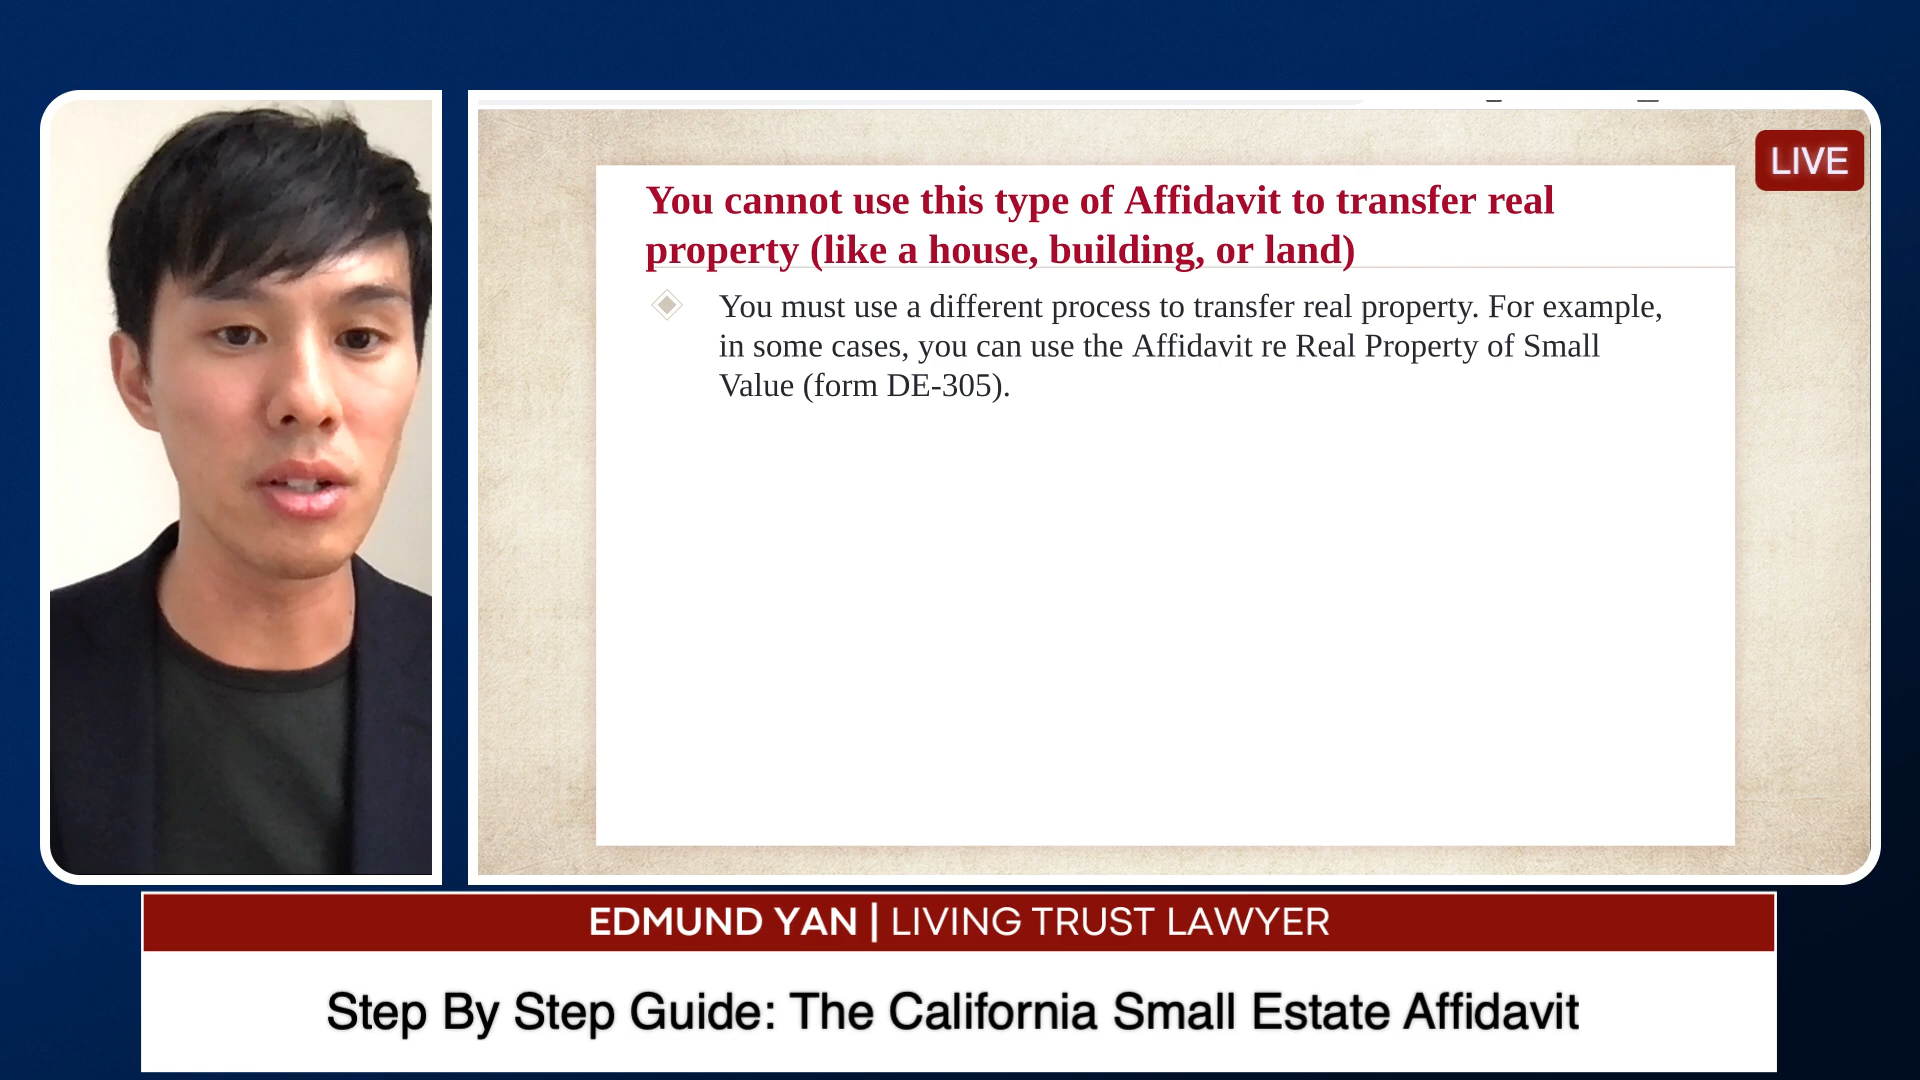 LIVE
You cannot use this type of Affidavit to transfer real
property (like a house, building, or land)
You must use a different process to transfer real property. For example,
in some cases, you can use the Affidavit re Real Property of Small
Value (form DE-305).
EDMUND YAN | LIVING TRUST LAWYER
Step By Step Guide: The California Small Estate Affidavit